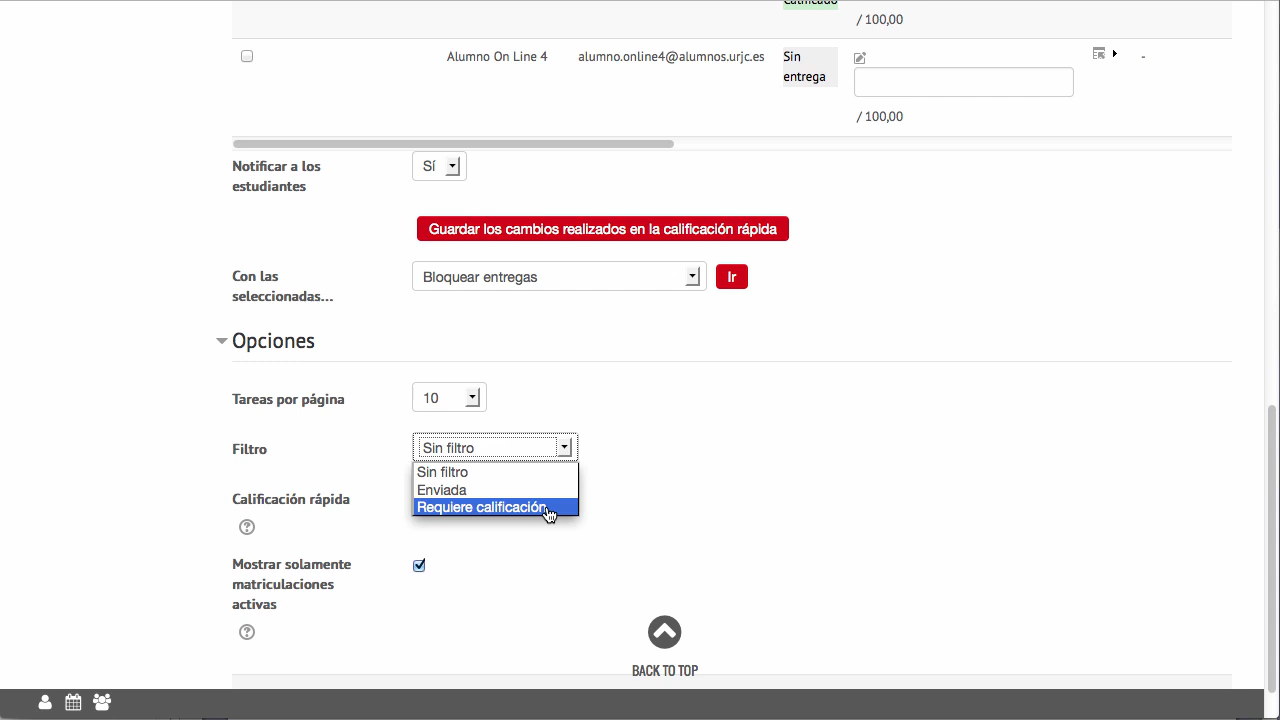 Calificado
/ 100,00
Alumno On Line 4 alumno.online4@alumnos.urjc.es Sin entrega
/ 100,00
-
Notificar a los
estudiantes
Sí
Guardar los cambios realizados en la calificación rápida
Con las
seleccionadas...
Bloquear entregas
Ir
Opciones
Tareas por página
10
Filtro
Sin filtro
Sin filtro
Enviada
Requiere calificación
Calificación rápida
Mostrar solamente
matriculaciones
activas
BACK TO TOP